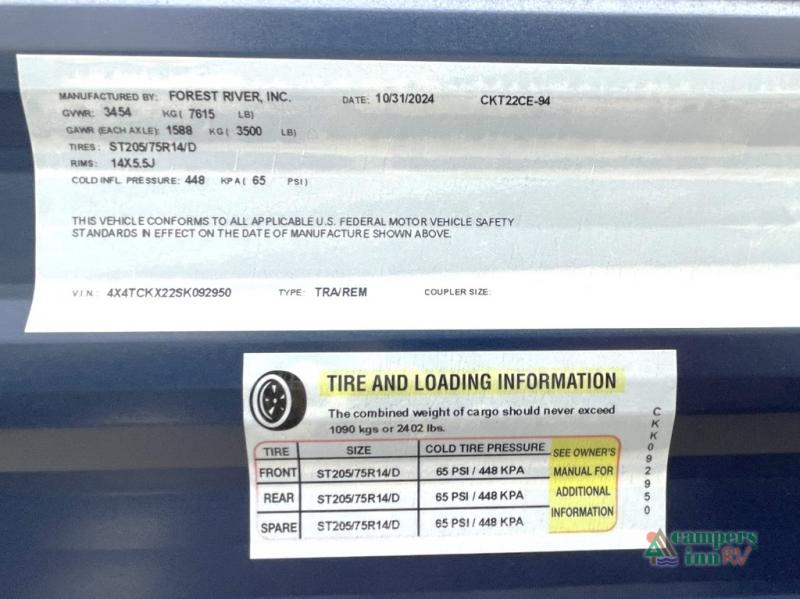 MANUFACTURED BY: FOREST RIVER, INC. DATE: 10/31/2024 CKT22CE-94
GVWR: 3454 KG( 7615 LB)
GAWR (EACH AXLE): 1588 KG( 3500 LB)
TIRES: ST205/75R14/D
RIMS: 14X5.5J
COLD INFL. PRESSURE: 448 KPA( 65 PSI)
THIS VEHICLE CONFORMS TO ALL APPLICABLE U.S. FEDERAL MOTOR VEHICLE SAFETY
STANDARDS IN EFFECT ON THE DATE OF MANUFACTURE SHOWN ABOVE.
V.I.N.: 4X4TCKX22SK092950 TYPE: TRA/REM COUPLER SIZE:
TIRE AND LOADING INFORMATION
The combined weight of cargo should never exceed
1090 kgs or 2402 lbs.
TIRE SIZE COLD TIRE PRESSURE
FRONT ST205/75R14/D 65 PSI / 448 KPA
REAR ST205/75R14/D 65 PSI / 448 KPA
SPARE ST205/75R14/D 65 PSI / 448 KPA
SEE OWNER'S
MANUAL FOR
ADDITIONAL
INFORMATION
CKK092950
campers
inn RV